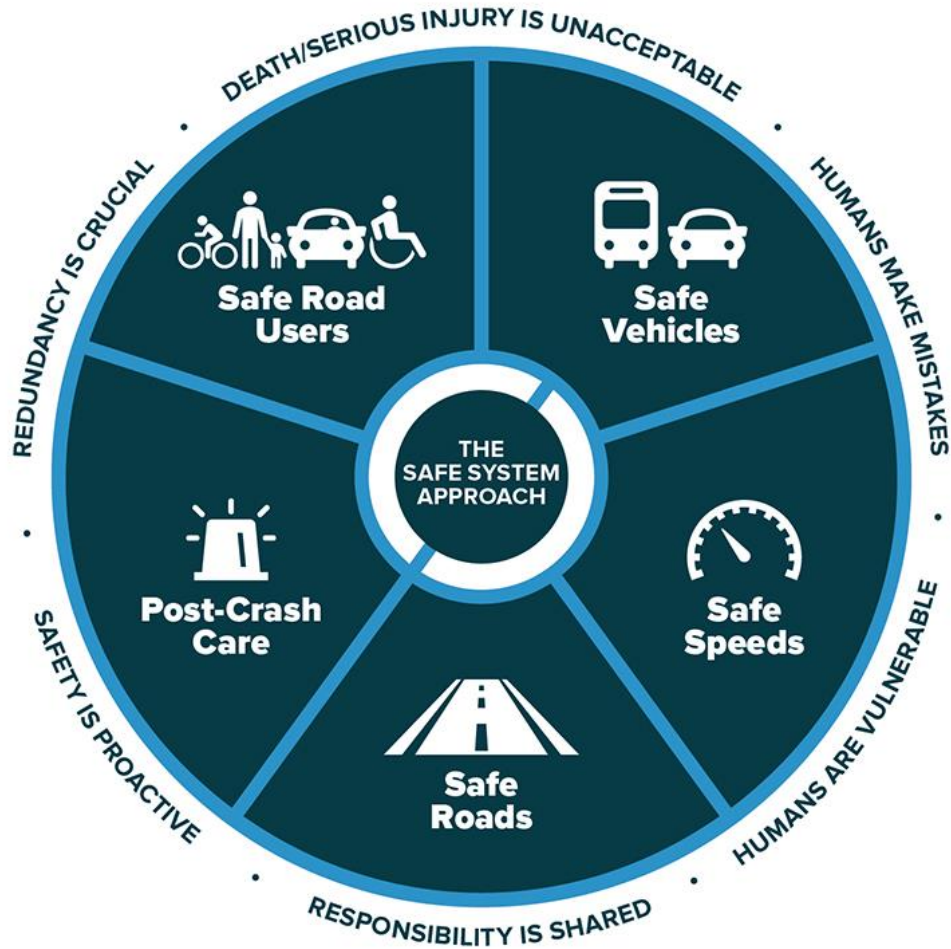 DEATH/SERIOUS INJURY IS UNACCEPTABLE
HUMANS MAKE MISTAKES
HUMANS ARE VULNERABLE
RESPONSIBILITY IS SHARED
SAFETY IS PROACTIVE
REDUNDANCY IS CRUCIAL
Safe Road
Users
Safe
Vehicles
Safe
Speeds
Safe
Roads
Post-Crash
Care
THE
SAFE SYSTEM
APPROACH